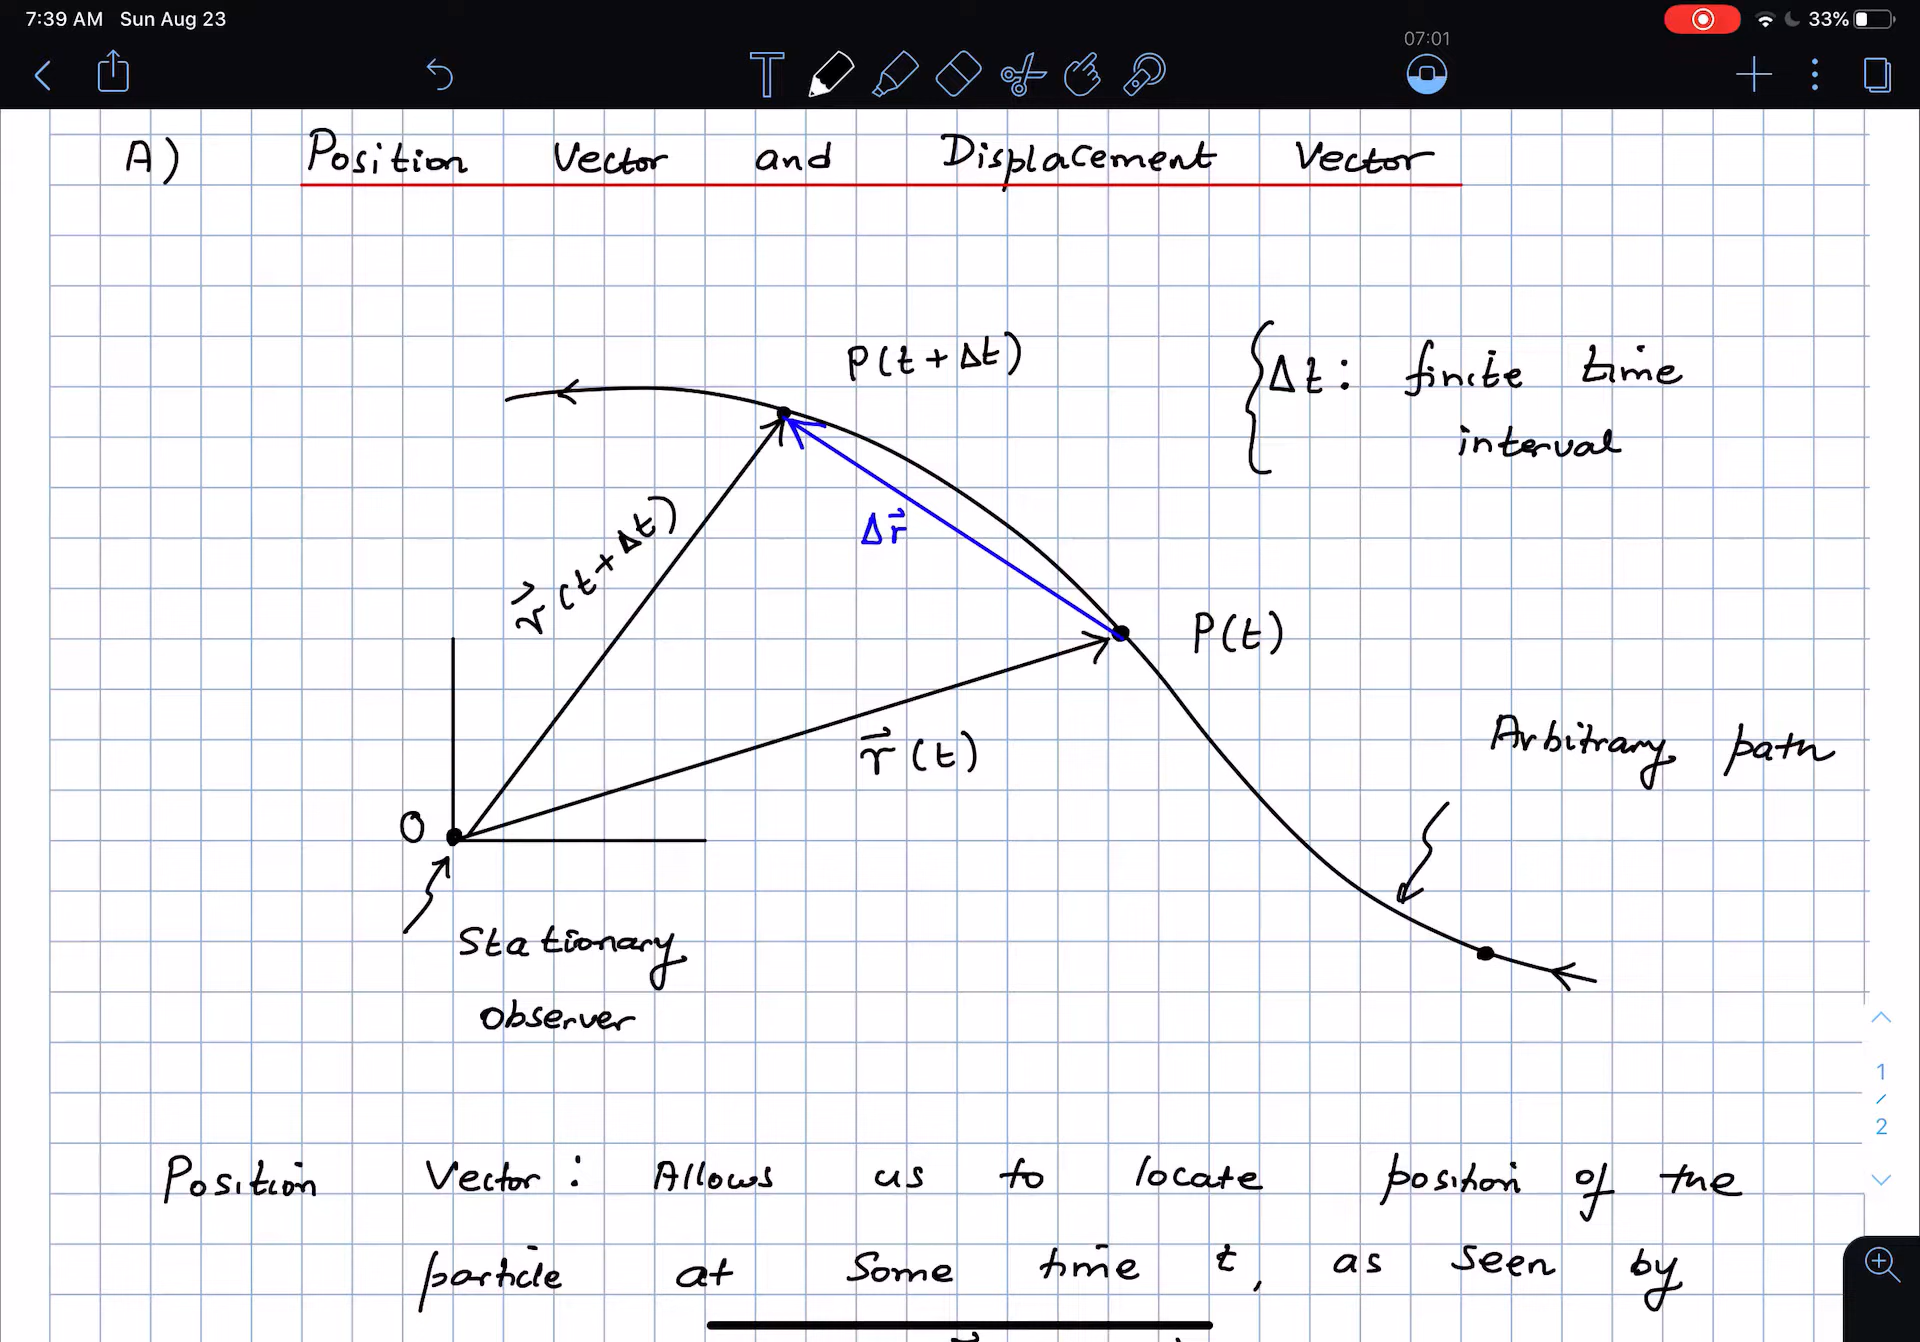 7:39 AM Sun Aug 23
33%
07:01
A) Position Vector and Displacement Vector
P(t + Δt)
{Δt: finite time
interval
Δr⃗
r⃗(t+Δt)
P(t)
r⃗(t)
Arbitrary path
O
Stationary
observer
1
/
2
Position Vector: Allows us to locate position of the
particle at some time t, as seen by